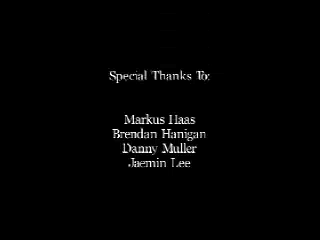 Special Thanks To:
Markus Haas
Brendan Hanigan
Danny Muller
Jaemin Lee